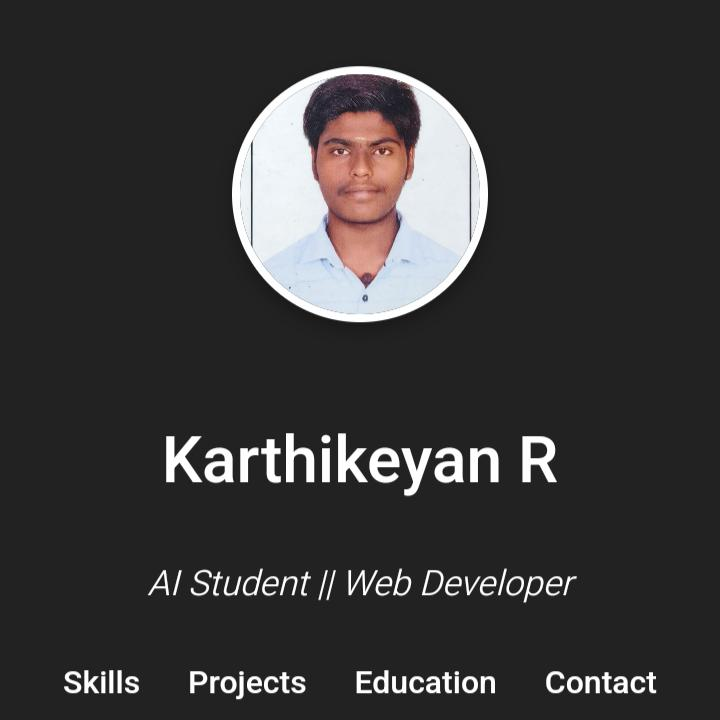 Karthikeyan R
AI Student || Web Developer
Skills Projects Education Contact